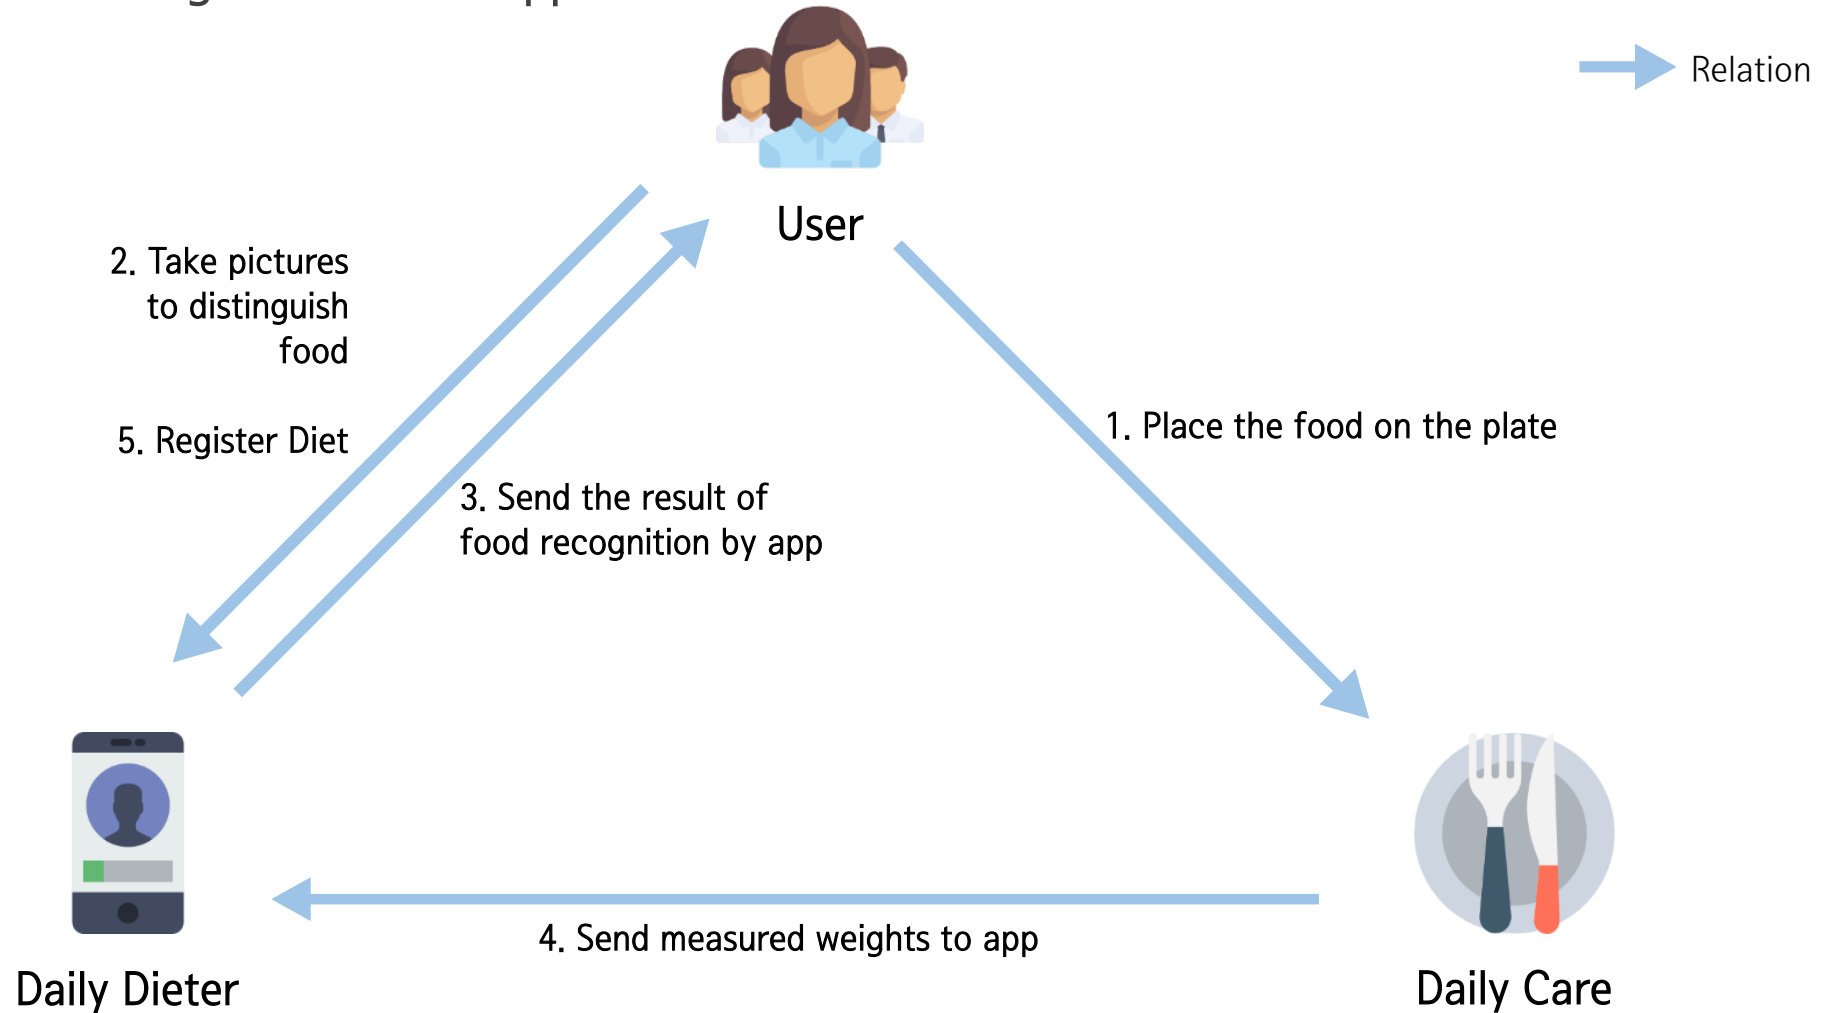 Relation
User
2. Take pictures
to distinguish
food
5. Register Diet
1. Place the food on the plate
3. Send the result of
food recognition by app
4. Send measured weights to app
Daily Dieter
Daily Care